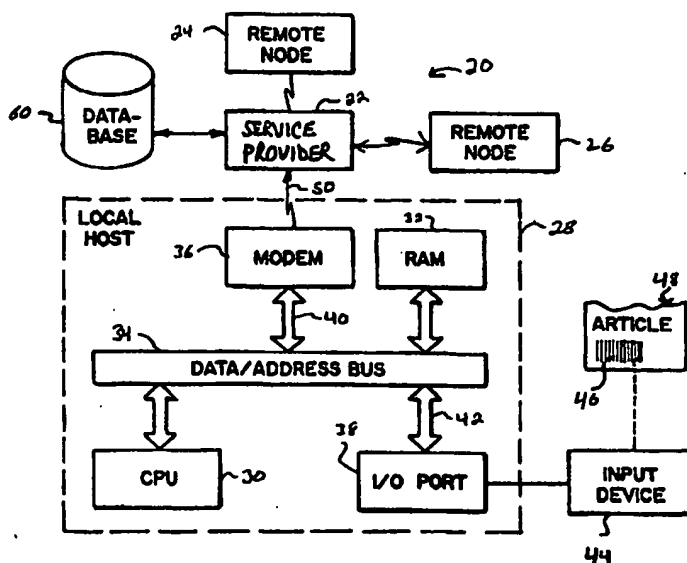 24
REMOTE
NODE
20
60
DATA-
BASE
22
SERVICE
PROVIDER
REMOTE
NODE
26
50
LOCAL
HOST
28
36
MODEM
32
RAM
48
ARTICLE
46
40
34
DATA/ADDRESS BUS
42
38
CPU
30
I/O PORT
INPUT
DEVICE
44